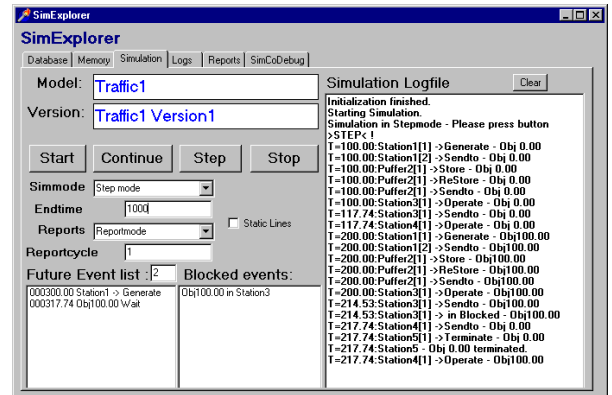 SimExplorer
SimExplorer
Database Memory Simulation Logs Reports SimCoDebug
Model: Traffic1
Version: Traffic1 Version1
Start Continue Step Stop
Simmode Step mode
Endtime 1000
Reports Reportmode Static Lines
Reportcycle 1
Future Event list : 2 Blocked events:
000300.00 Station1 -> Generate
000317.74 Obj100.00 Wait
Obj100.00 in Station3
Simulation Logfile Clear
Initialization finished.
Starting Simulation.
Simulation in Stepmode - Please press button
>STEP< !
T=100.00:Station1[1] ->Generate - Obj 0.00
T=100.00:Station1[2] ->Sendto - Obj 0.00
T=100.00:Puffer2[1] ->Store - Obj 0.00
T=100.00:Puffer2[1] ->ReStore - Obj 0.00
T=100.00:Puffer2[1] ->Sendto - Obj 0.00
T=100.00:Station3[1] ->Operate - Obj 0.00
T=117.74:Station3[1] ->Sendto - Obj 0.00
T=117.74:Station4[1] ->Operate - Obj 0.00
T=200.00:Station1[1] ->Generate - Obj100.00
T=200.00:Station1[2] ->Sendto - Obj100.00
T=200.00:Puffer2[1] ->Store - Obj100.00
T=200.00:Puffer2[1] ->ReStore - Obj100.00
T=200.00:Puffer2[1] ->Sendto - Obj100.00
T=200.00:Station3[1] ->Operate - Obj100.00
T=214.53:Station3[1] ->Sendto - Obj100.00
T=214.53:Station3[1] -> in Blocked - Obj100.00
T=217.74:Station4[1] ->Sendto - Obj 0.00
T=217.74:Station5[1] ->Terminate - Obj 0.00
T=217.74:Station5 - Obj 0.00 terminated.
T=217.74:Station4[1] ->Operate - Obj100.00